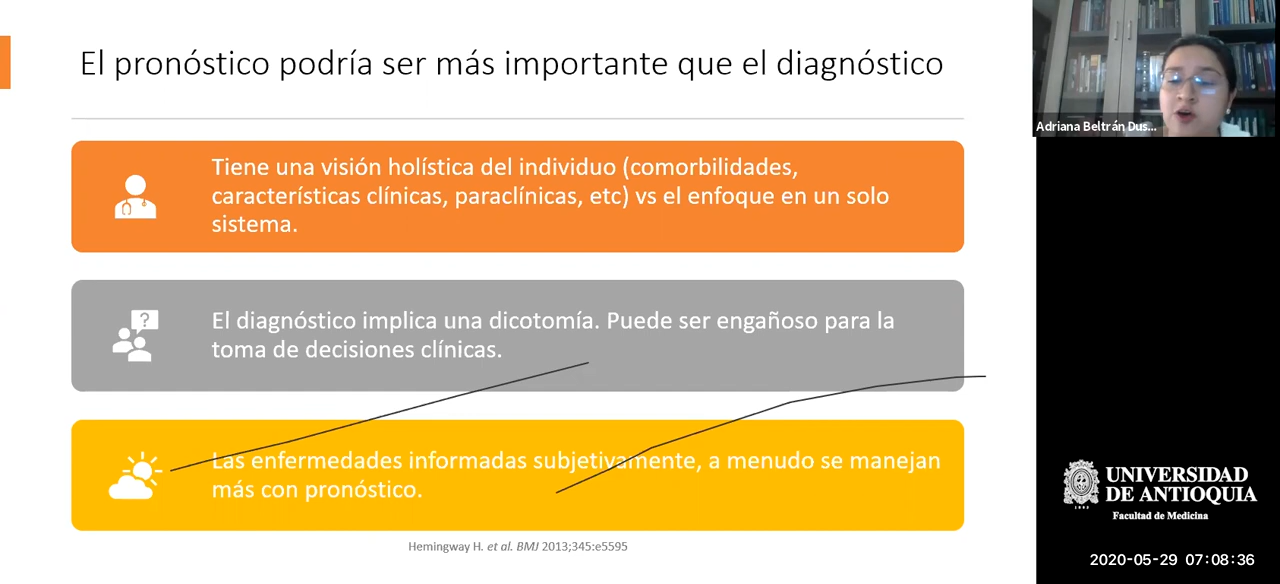 El pronóstico podría ser más importante que el diagnóstico
Tiene una visión holística del individuo (comorbilidades,
características clínicas, paraclínicas, etc) vs el enfoque en un solo
sistema.
?
El diagnóstico implica una dicotomía. Puede ser engañoso para la
toma de decisiones clínicas.
Las enfermedades informadas subjetivamente, a menudo se manejan
más con pronóstico.
Hemingway H. et al. BMJ 2013;345:e5595
Adriana Beltrán Dus...
UNIVERSIDAD
DE ANTIOQUIA
1803
Facultad de Medicina
2020-05-29 07:08:36